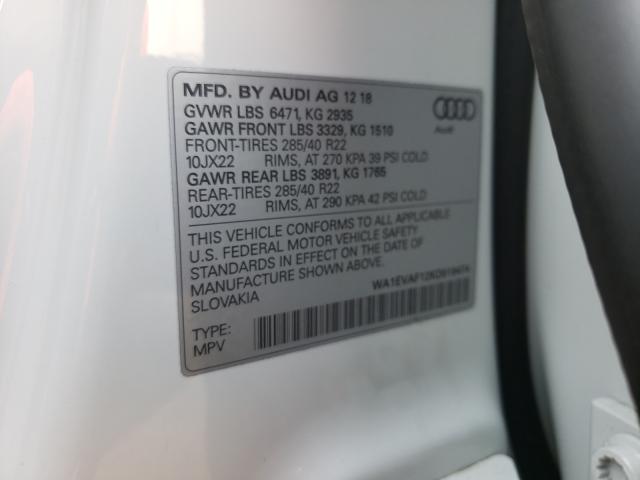 MFD. BY AUDI AG 12 18
GVWR LBS 6471, KG 2935
GAWR FRONT LBS 3329, KG 1510
FRONT-TIRES 285/40 R22
10JX22 RIMS, AT 270 KPA 39 PSI COLD
GAWR REAR LBS 3891, KG 1765
REAR-TIRES 285/40 R22
10JX22 RIMS, AT 290 KPA 42 PSI COLD
Audi
THIS VEHICLE CONFORMS TO ALL APPLICABLE
U.S. FEDERAL MOTOR VEHICLE SAFETY
STANDARDS IN EFFECT ON THE DATE OF
MANUFACTURE SHOWN ABOVE.
SLOVAKIA
TYPE:
MPV